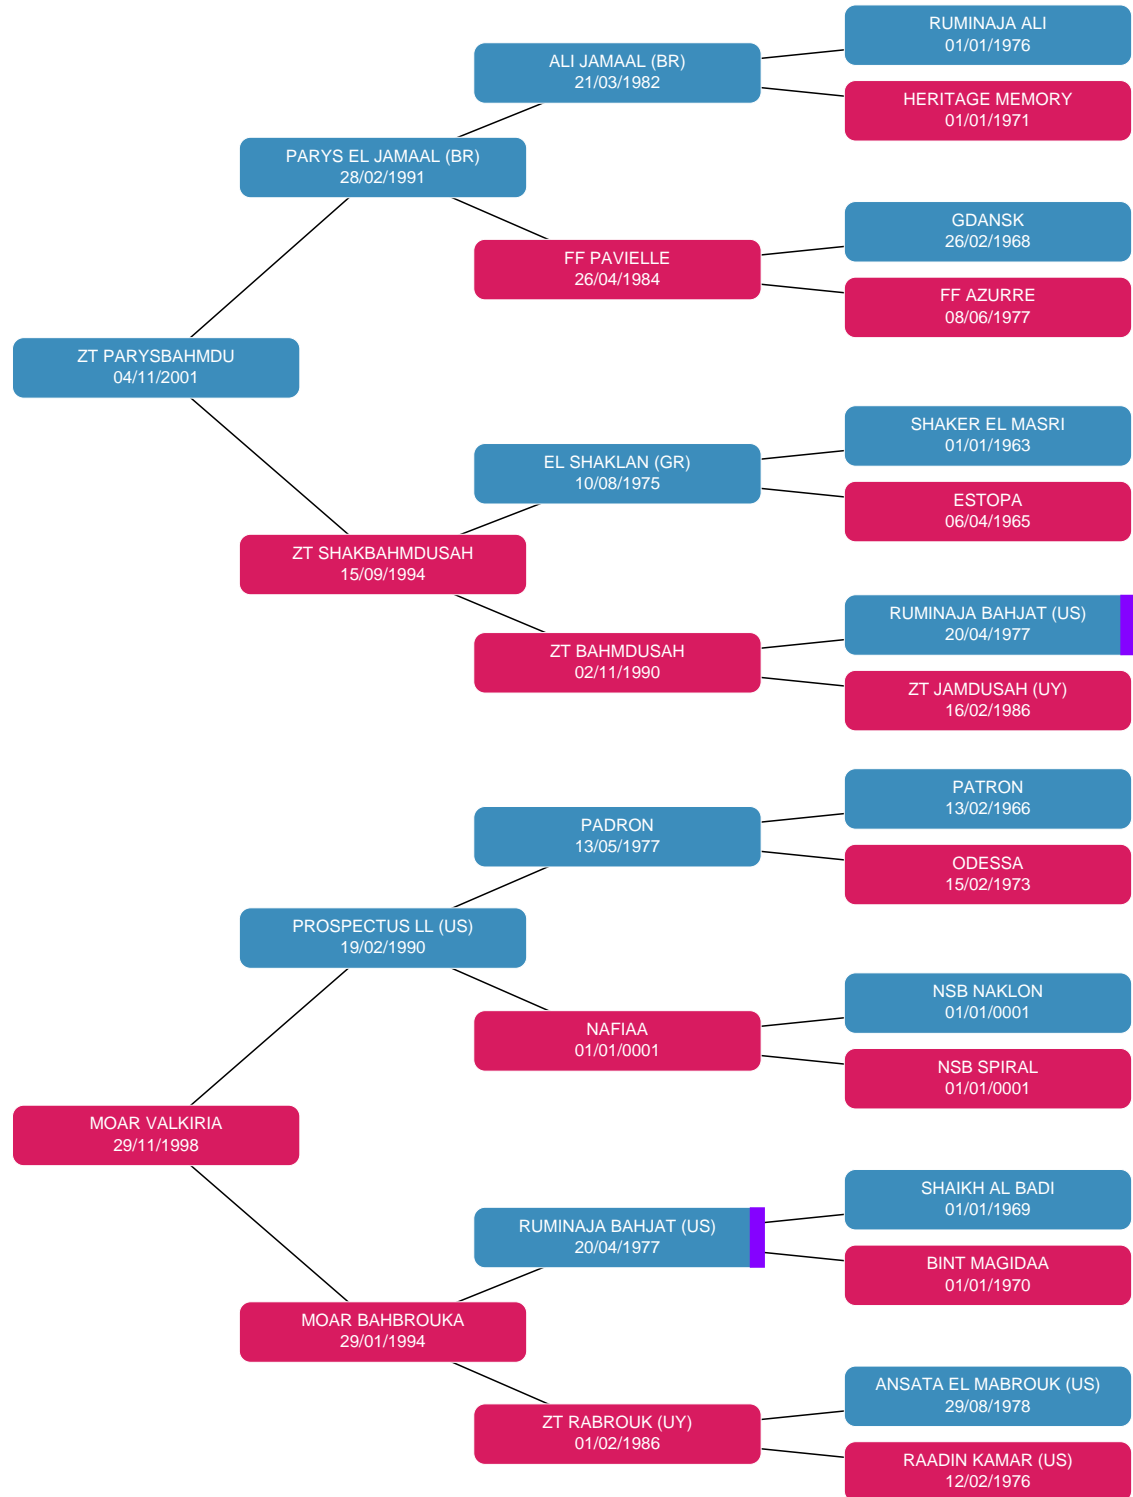 RUMINAJA ALI
01/01/1976
ALI JAMAAL (BR)
21/03/1982
HERITAGE MEMORY
01/01/1971
PARYS EL JAMAAL (BR)
28/02/1991
GDANSK
26/02/1968
FF PAVIELLE
26/04/1984
FF AZURRE
08/06/1977
ZT PARYSBAHMDU
04/11/2001
SHAKER EL MASRI
01/01/1963
EL SHAKLAN (GR)
10/08/1975
ESTOPA
06/04/1965
ZT SHAKBAHMDUSAH
15/09/1994
RUMINAJA BAHJAT (US)
20/04/1977
ZT BAHMDUSAH
02/11/1990
ZT JAMDUSAH (UY)
16/02/1986
PATRON
13/02/1966
PADRON
13/05/1977
ODESSA
15/02/1973
PROSPECTUS LL (US)
19/02/1990
NSB NAKLON
01/01/0001
NAFIAA
01/01/0001
NSB SPIRAL
01/01/0001
MOAR VALKIRIA
29/11/1998
SHAIKH AL BADI
01/01/1969
RUMINAJA BAHJAT (US)
20/04/1977
BINT MAGIDAA
01/01/1970
MOAR BAHBROUKA
29/01/1994
ANSATA EL MABROUK (US)
29/08/1978
ZT RABROUK (UY)
01/02/1986
RAADIN KAMAR (US)
12/02/1976